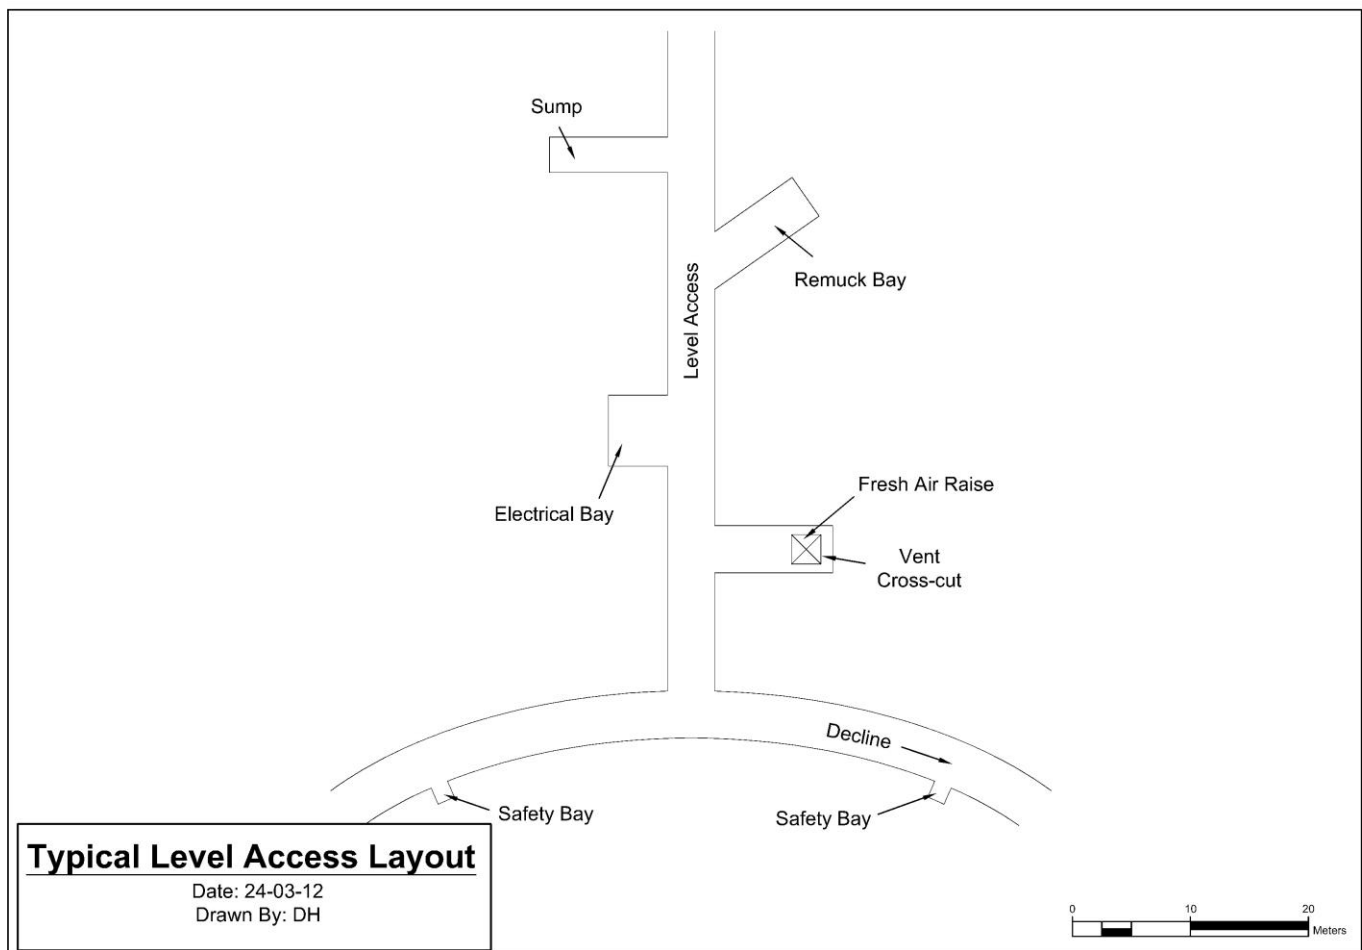 Sump
Remuck Bay
Level Access
Fresh Air Raise
Electrical Bay
Vent
Cross-cut
Decline
Safety Bay
Safety Bay
Typical Level Access Layout
Date: 24-03-12
Drawn By: DH
0 10 20
Meters